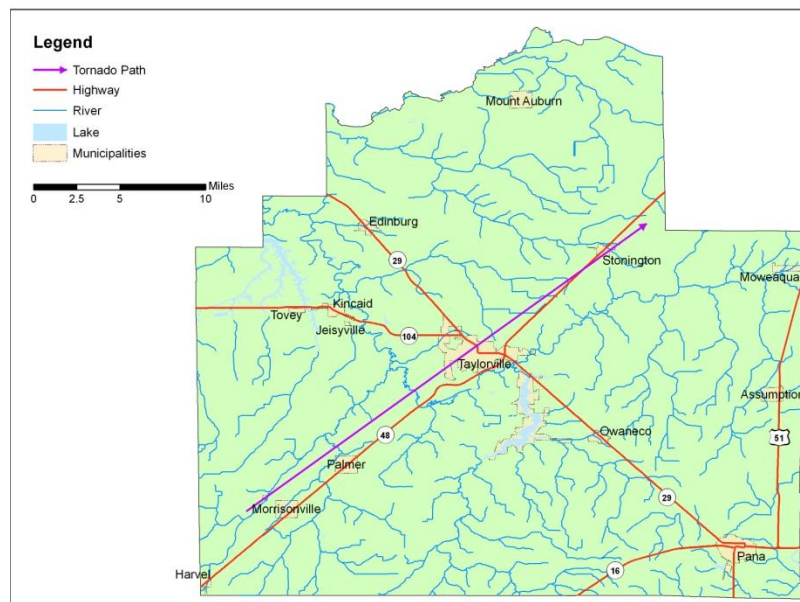 Legend
Tornado Path
Highway
River
Lake
Municipalities
Miles
0 2.5 5 10
Mount Auburn
Edinburg
29
Stonington
Moweaqua
Kincaid
Tovey
Jeisyville
104
Taylorville
Assumption
48
Owaneco
51
Palmer
29
Morrisonville
Pana
Harvel
16